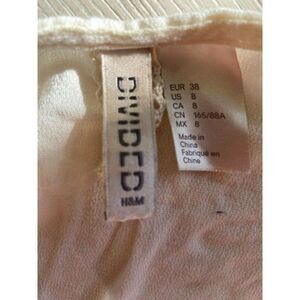 DIVIDED
H&M
EUR 38
US 8
CA 8
CN 165/88A
MX 8
Made in
China
Fabriqué en
Chine